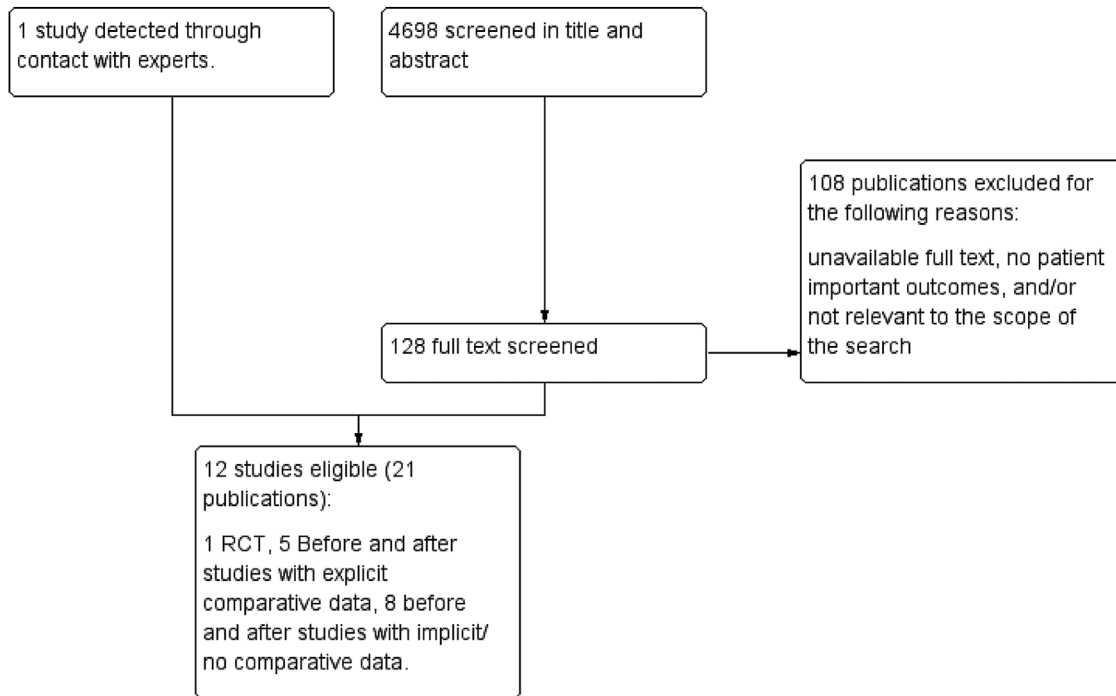 1 study detected through
contact with experts.
4698 screened in title and
abstract
108 publications excluded for
the following reasons:
unavailable full text, no patient
important outcomes, and/or
not relevant to the scope of
the search
128 full text screened
12 studies eligible (21
publications):
1 RCT, 5 Before and after
studies with explicit
comparative data, 8 before
and after studies with implicit/
no comparative data.